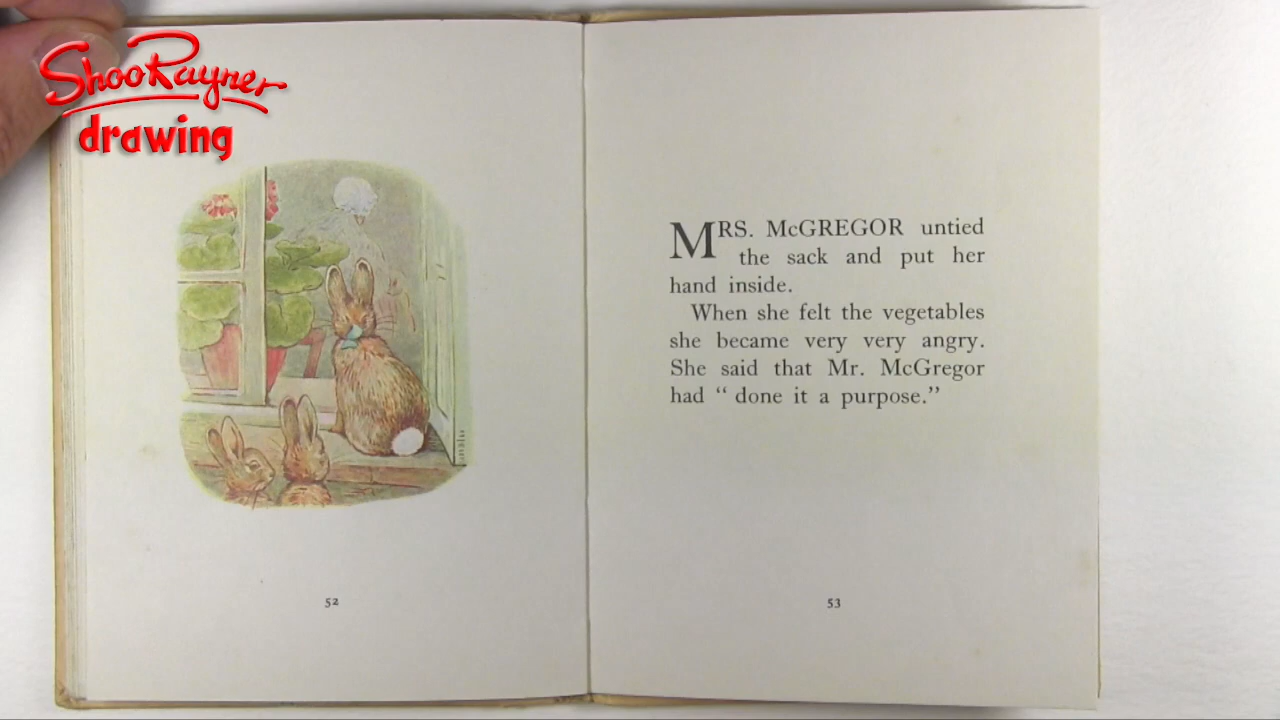 ShooRayner
drawing
MRS. McGREGOR untied
the sack and put her
hand inside.
When she felt the vegetables
she became very very angry.
She said that Mr. McGregor
had “ done it a purpose.”
52
53